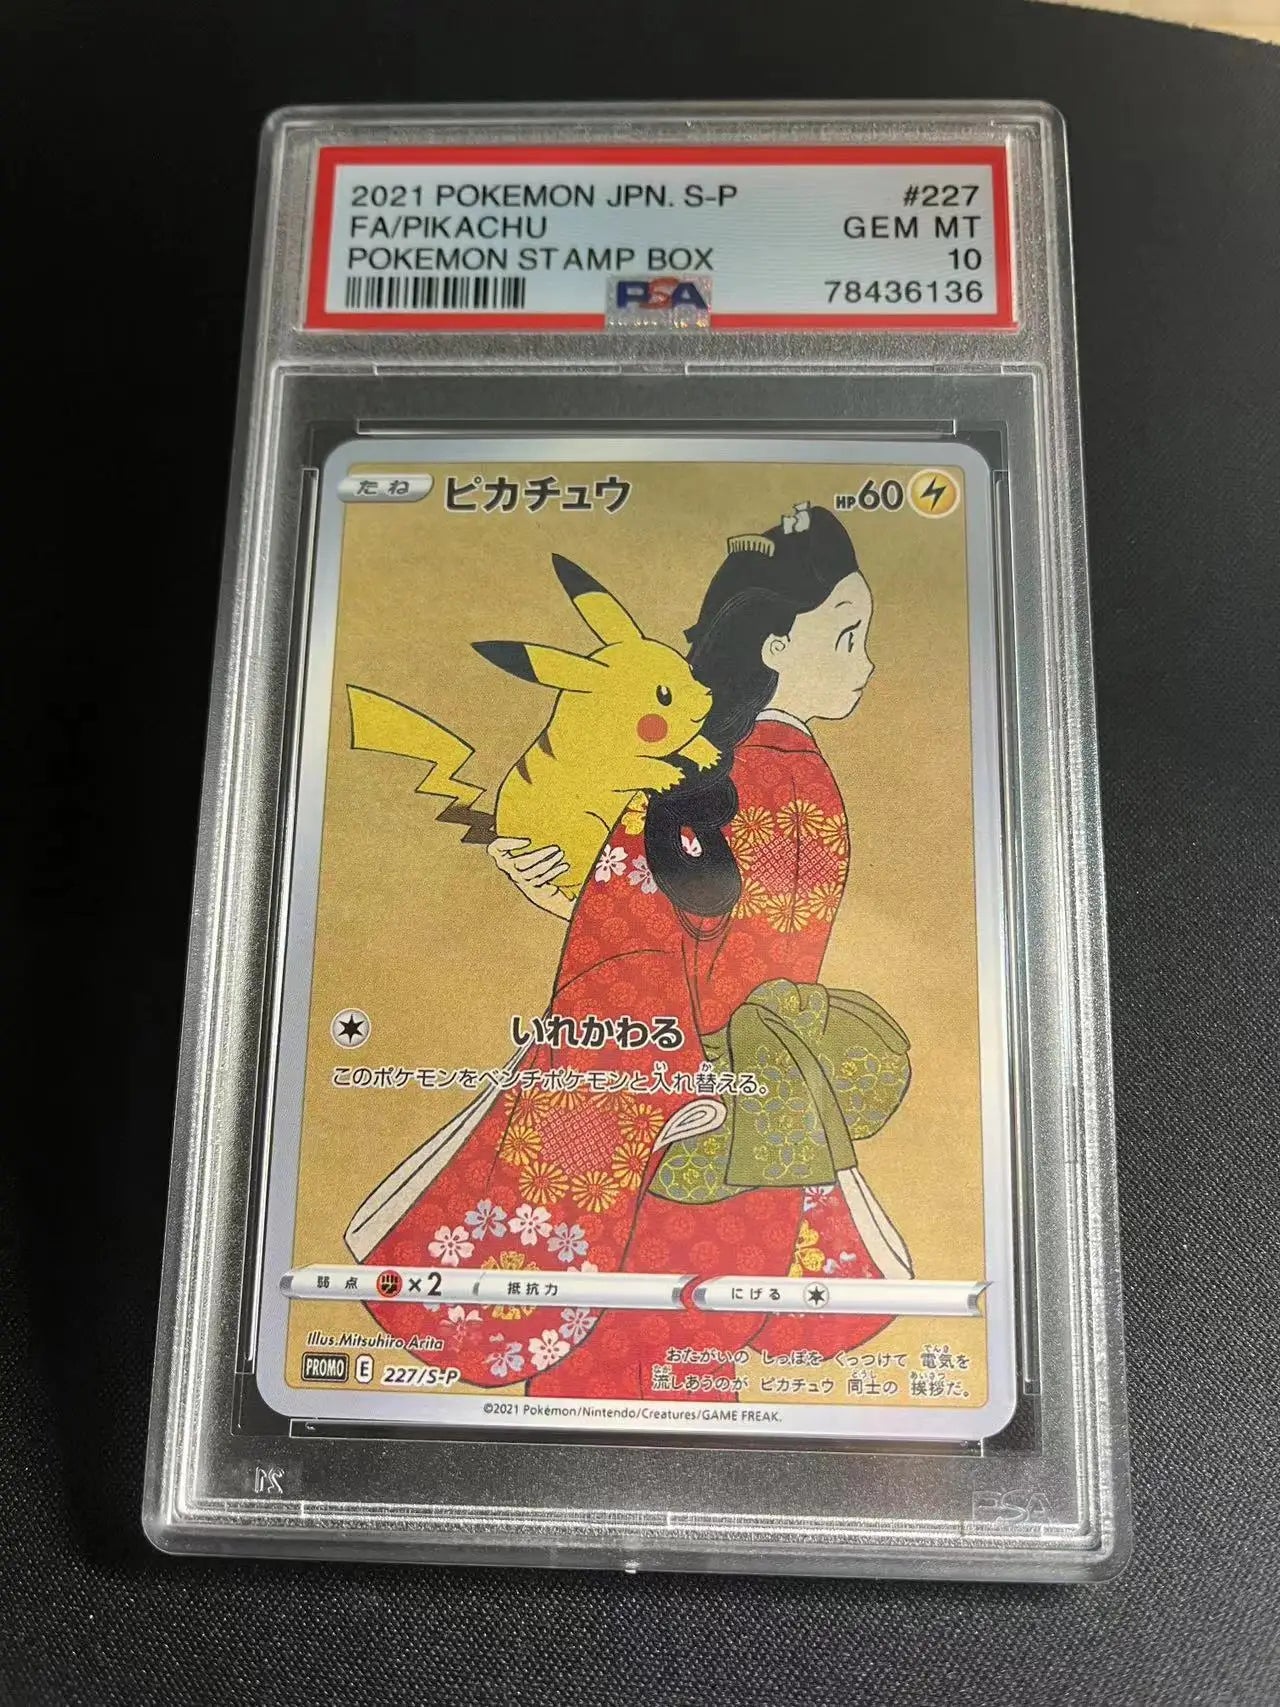 2021 POKEMON JPN. S-P #227
FA/PIKACHU GEM MT
POKEMON STAMP BOX 10
PSA 78436136
たね ピカチュウ HP60
いれかわる
このポケモンをベンチポケモンと入れ替える。
弱点 ×2 抵抗力 にげる
Illus.Mitsuhiro Arita
PROMO E 227/S-P
おたがいの しっぽを くっつけて 電気を
流しあうのが ピカチュウ 同士の 挨拶だ。
©2021 Pokémon/Nintendo/Creatures/GAME FREAK.
21 PSA